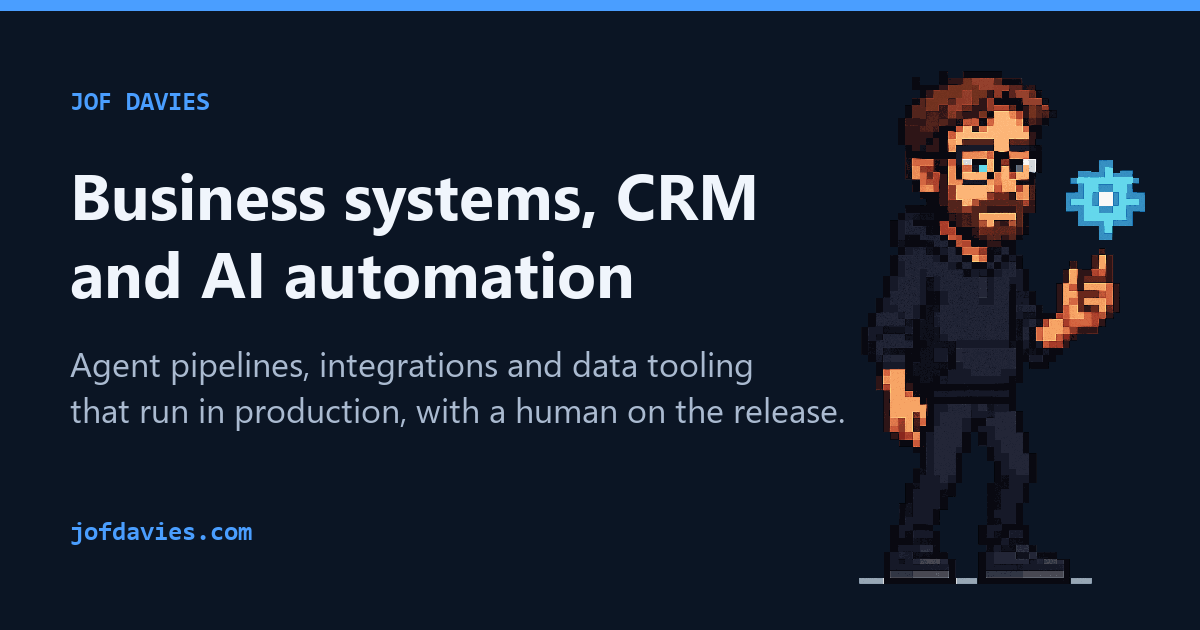 JOF DAVIES
Business systems, CRM
and AI automation
Agent pipelines, integrations and data tooling
that run in production, with a human on the release.
jofdavies.com